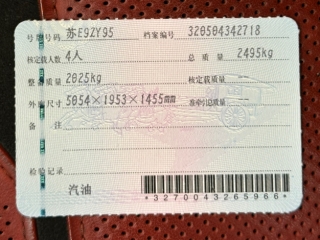 号牌号码 苏E9ZY95 档案编号 320504342718
核定载人数 4人 总质量 2495kg
整备质量 2025kg 核定载质量 --
外廓尺寸 5054×1953×1455mm 准牵引总质量 --
备注
检验记录
汽油
*3270043265966*